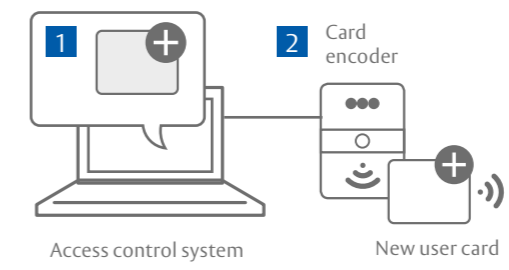 1
2
Card
encoder
Access control system
New user card